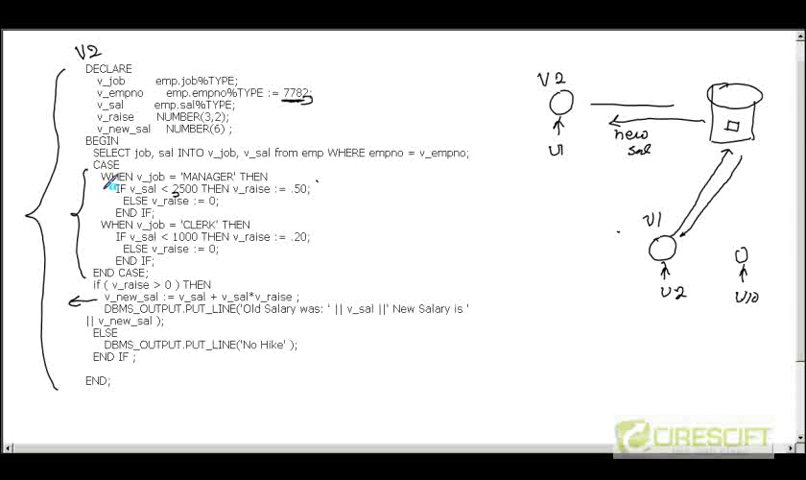 V2
DECLARE
v_job emp.job%TYPE;
v_empno emp.empno%TYPE := 7782;
v_sal emp.sal%TYPE;
v_raise NUMBER(3,2);
v_new_sal NUMBER(6) ;
BEGIN
SELECT job, sal INTO v_job, v_sal from emp WHERE empno = v_empno;
CASE
WHEN v_job = 'MANAGER' THEN
IF v_sal < 2500 THEN v_raise := .50;
ELSE v_raise := 0;
END IF;
WHEN v_job = 'CLERK' THEN
IF v_sal < 1000 THEN v_raise := .20;
ELSE v_raise := 0;
END IF;
END CASE;
if ( v_raise > 0 ) THEN
v_new_sal := v_sal + v_sal*v_raise ;
DBMS_OUTPUT.PUT_LINE('Old Salary was: ' || v_sal ||' New Salary is '
|| v_new_sal );
ELSE
DBMS_OUTPUT.PUT_LINE('No Hike' );
END IF ;
END;
V2
U1
new
sal
V1
U2
U10